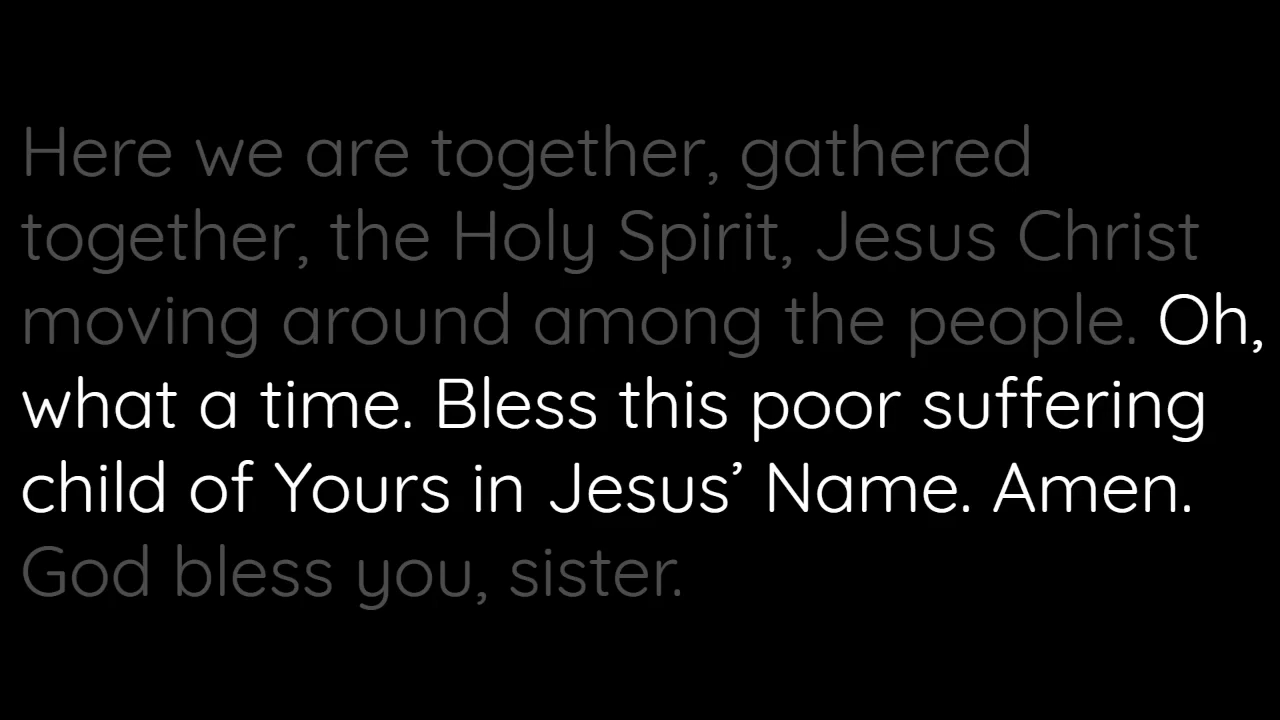 Here we are together, gathered
together, the Holy Spirit, Jesus Christ
moving around among the people. Oh,
what a time. Bless this poor suffering
child of Yours in Jesus’ Name. Amen.
God bless you, sister.